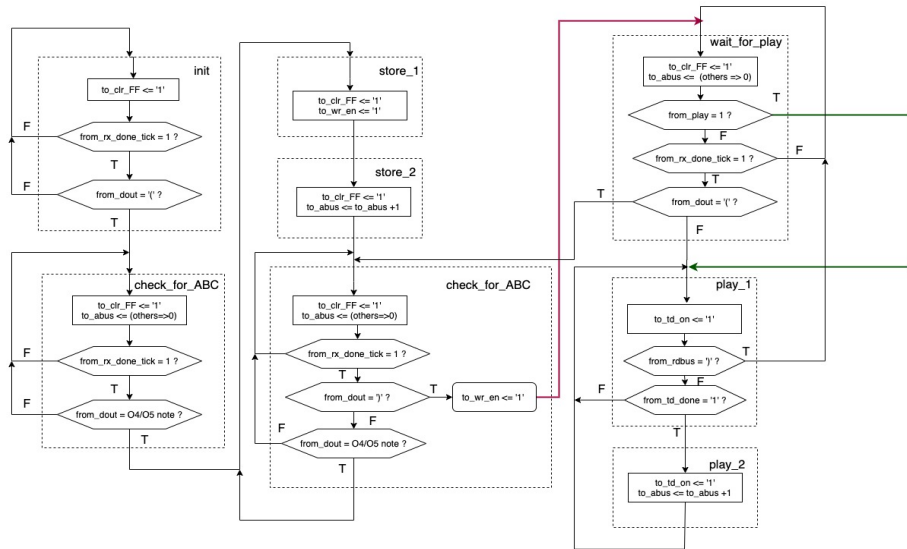 init
to_clr_FF <= '1'
F
from_rx_done_tick = 1 ?
T
F
from_dout = '(' ?
T
check_for_ABC
to_clr_FF <= '1'
to_abus <= (others=>0)
F
from_rx_done_tick = 1 ?
T
F
from_dout = O4/O5 note ?
T
store_1
to_clr_FF <= '1'
to_wr_en <= '1'
store_2
to_clr_FF <= '1'
to_abus <= to_abus +1
check_for_ABC
to_clr_FF <= '1'
to_abus <= (others=>0)
from_rx_done_tick = 1 ?
T
from_dout = ')' ?
T
to_wr_en <= '1'
F
F
from_dout = O4/O5 note ?
T
wait_for_play
to_clr_FF <= '1'
to_abus <= (others => 0)
T
from_play = 1 ?
F
from_rx_done_tick = 1 ?
F
T
T
from_dout = '(' ?
F
play_1
to_td_on <= '1'
from_rdbus = ')' ?
T
F
F
from_td_done = '1' ?
T
play_2
to_td_on <= '1'
to_abus <= to_abus +1